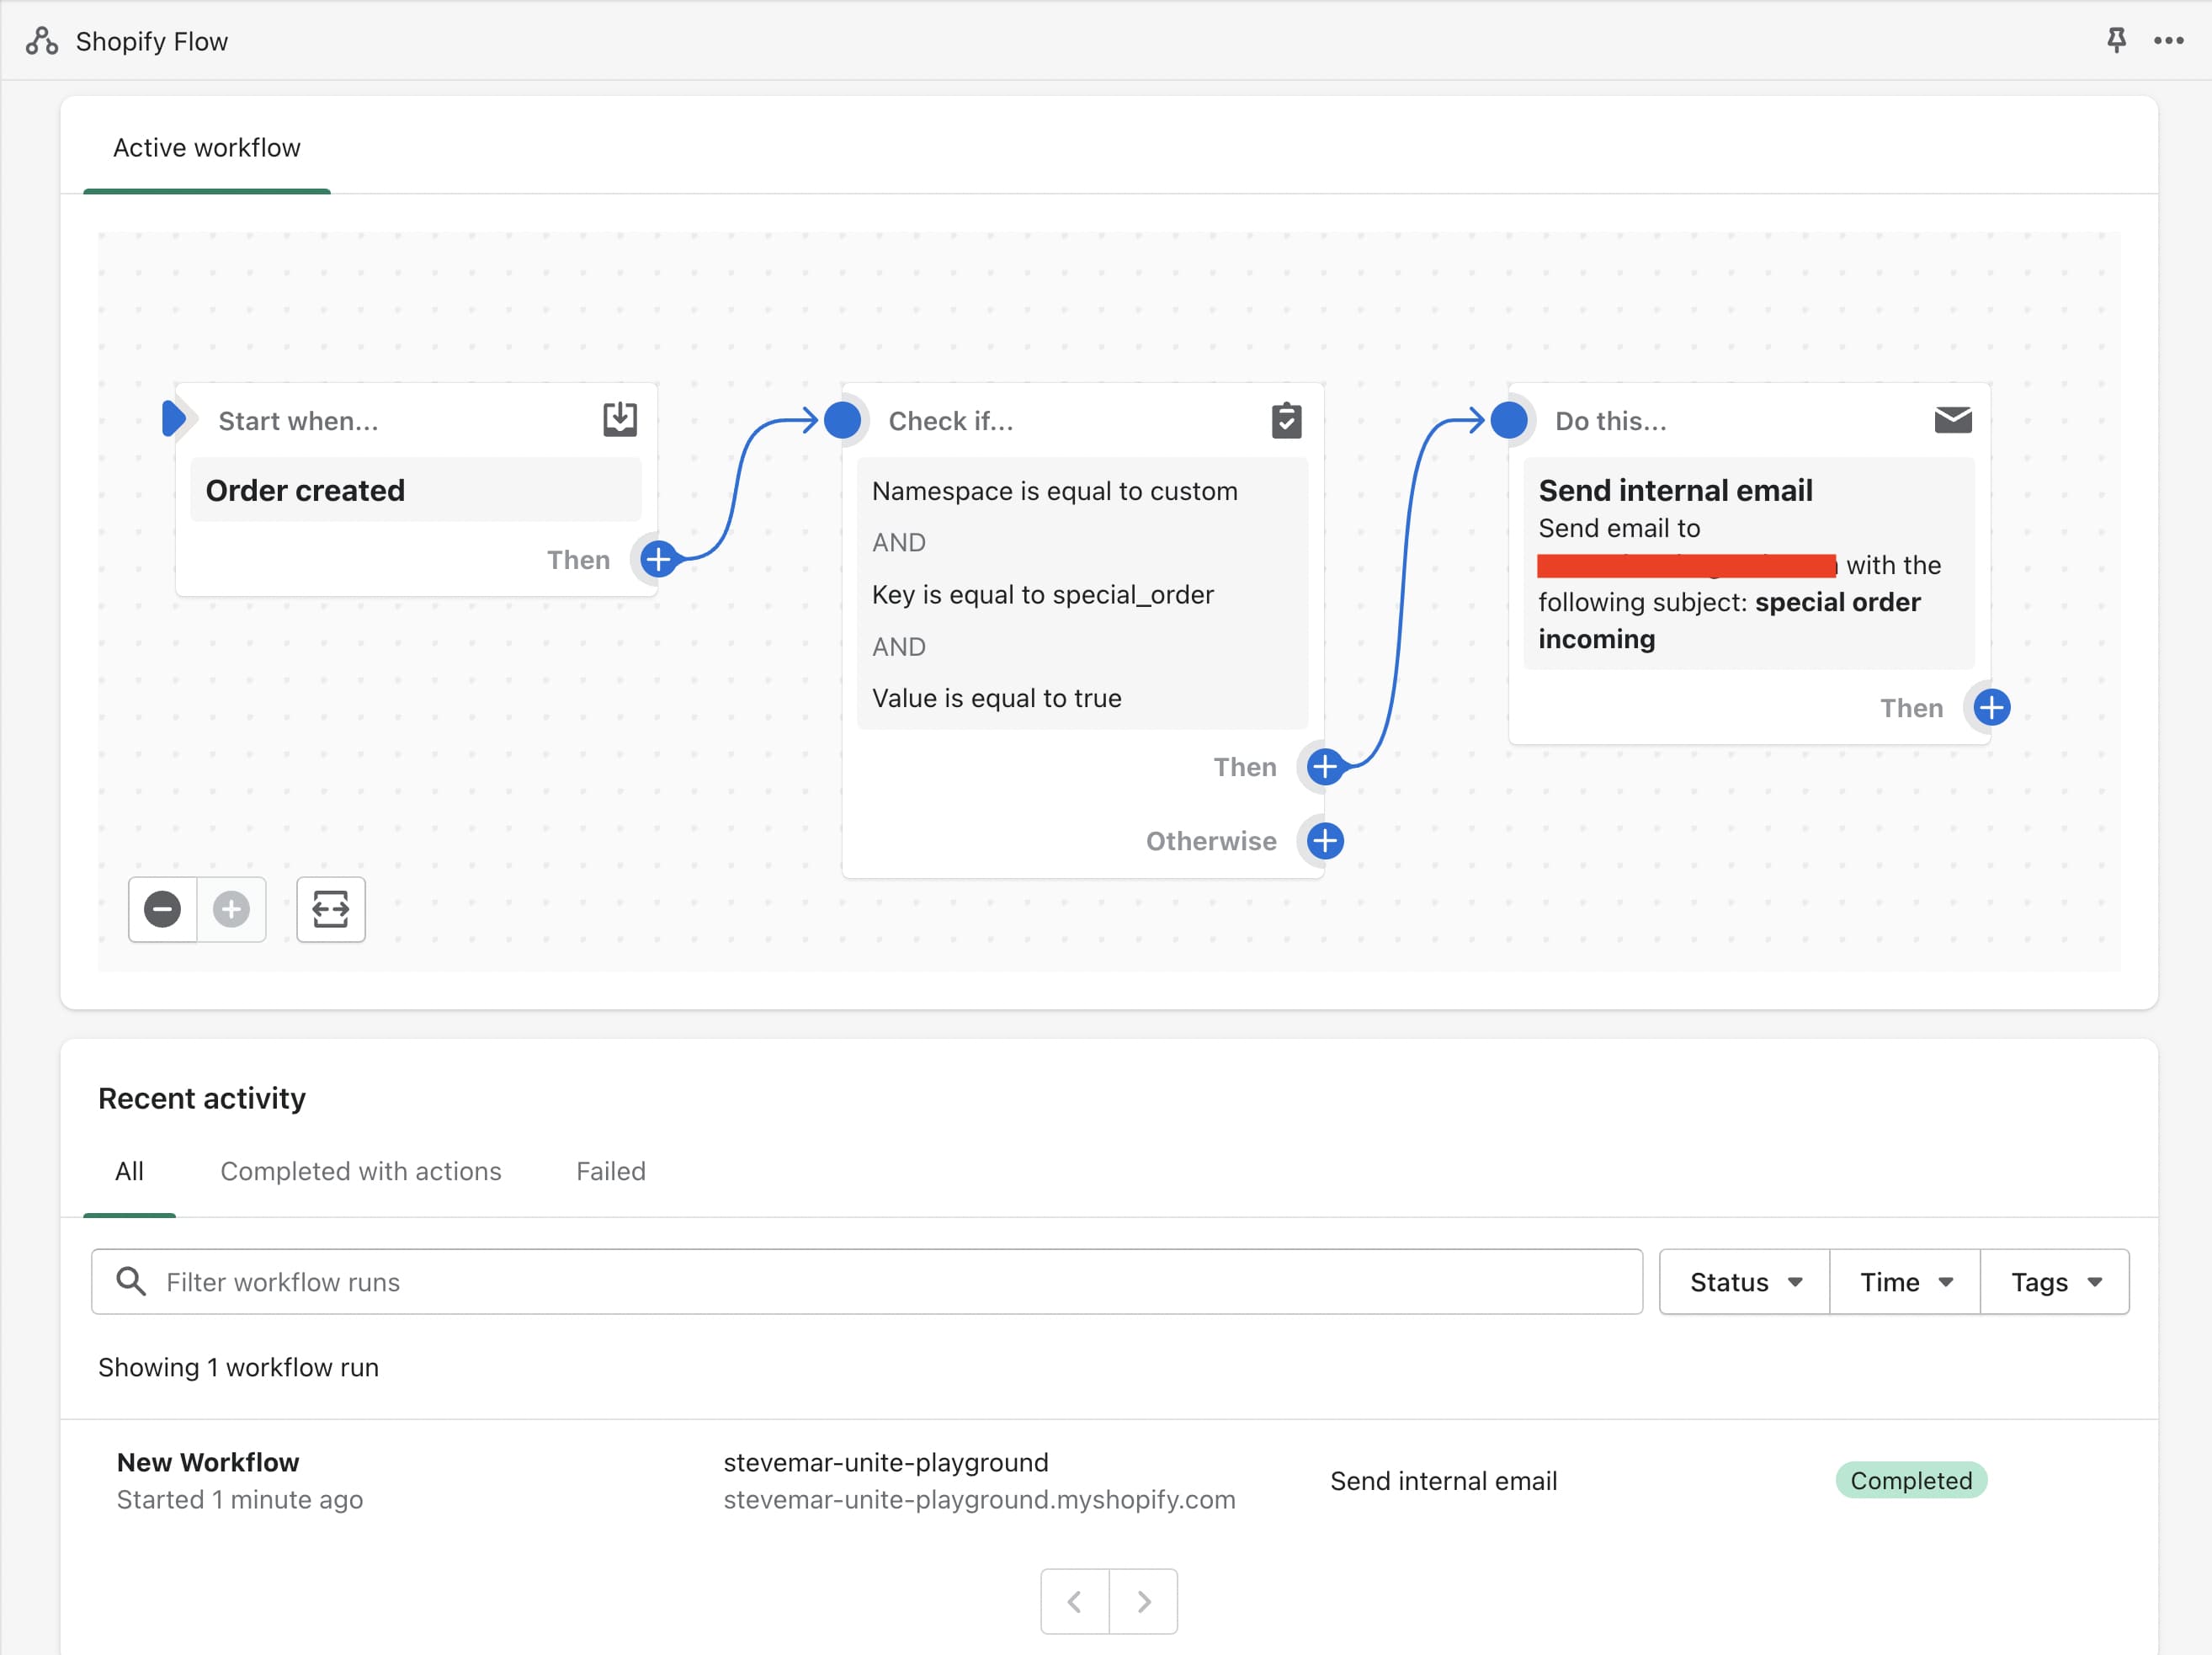 Shopify Flow
Active workflow
Start when...
Order created
Then
Check if...
Namespace is equal to custom
AND
Key is equal to special_order
AND
Value is equal to true
Then
Otherwise
Do this...
Send internal email
Send email to
with the
following subject: special order
incoming
Then
Recent activity
All Completed with actions Failed
Filter workflow runs
Status Time Tags
Showing 1 workflow run
New Workflow
Started 1 minute ago
stevemar-unite-playground
stevemar-unite-playground.myshopify.com
Send internal email
Completed